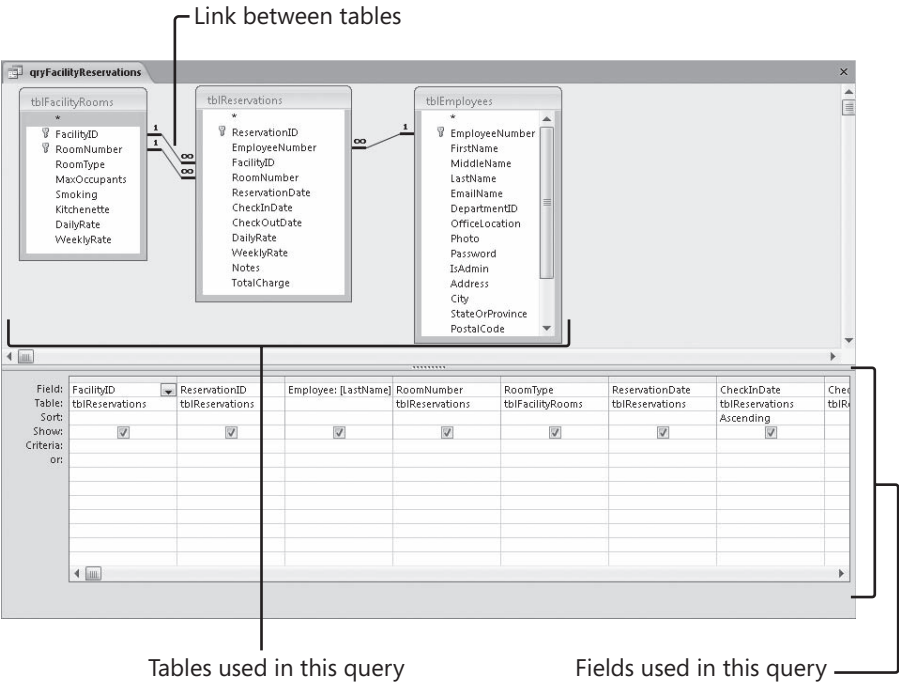 Link between tables
qryFacilityReservations
tblFacilityRooms
*
FacilityID
RoomNumber
RoomType
MaxOccupants
Smoking
Kitchenette
DailyRate
WeeklyRate
1
1
∞
∞
tblReservations
*
ReservationID
EmployeeNumber
FacilityID
RoomNumber
ReservationDate
CheckInDate
CheckOutDate
DailyRate
WeeklyRate
Notes
TotalCharge
∞
1
tblEmployees
*
EmployeeNumber
FirstName
MiddleName
LastName
EmailName
DepartmentID
OfficeLocation
Photo
Password
IsAdmin
Address
City
StateOrProvince
PostalCode
Field: FacilityID ReservationID Employee: [LastName] RoomNumber RoomType ReservationDate CheckInDate Chec
Table: tblReservations tblReservations tblReservations tblFacilityRooms tblReservations tblReservations tblRe
Sort: Ascending
Show:
Criteria:
or:
Tables used in this query
Fields used in this query